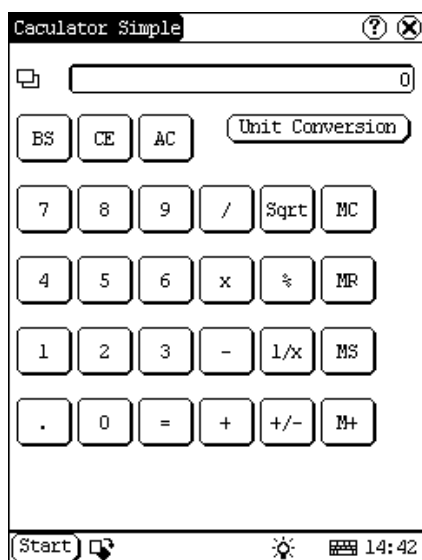 Caculator Simple ?
0
BS CE AC Unit Conversion
7 8 9 / Sqrt MC
4 5 6 x % MR
1 2 3 - 1/x MS
. 0 = + +/- M+
Start 14:42